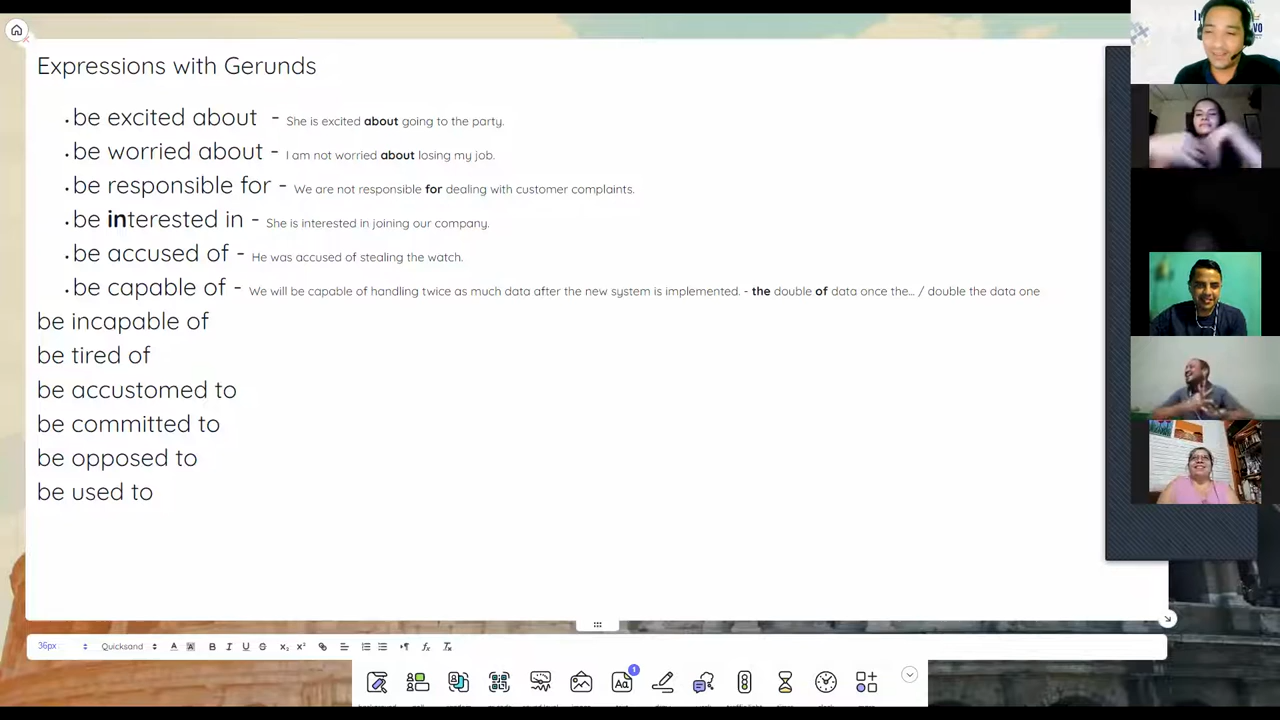 Expressions with Gerunds
• be excited about - She is excited about going to the party.
• be worried about - I am not worried about losing my job.
• be responsible for - We are not responsible for dealing with customer complaints.
• be interested in - She is interested in joining our company.
• be accused of - He was accused of stealing the watch.
• be capable of - We will be capable of handling twice as much data after the new system is implemented. - the double of data once the... / double the data one
be incapable of
be tired of
be accustomed to
be committed to
be opposed to
be used to
36px Quicksand